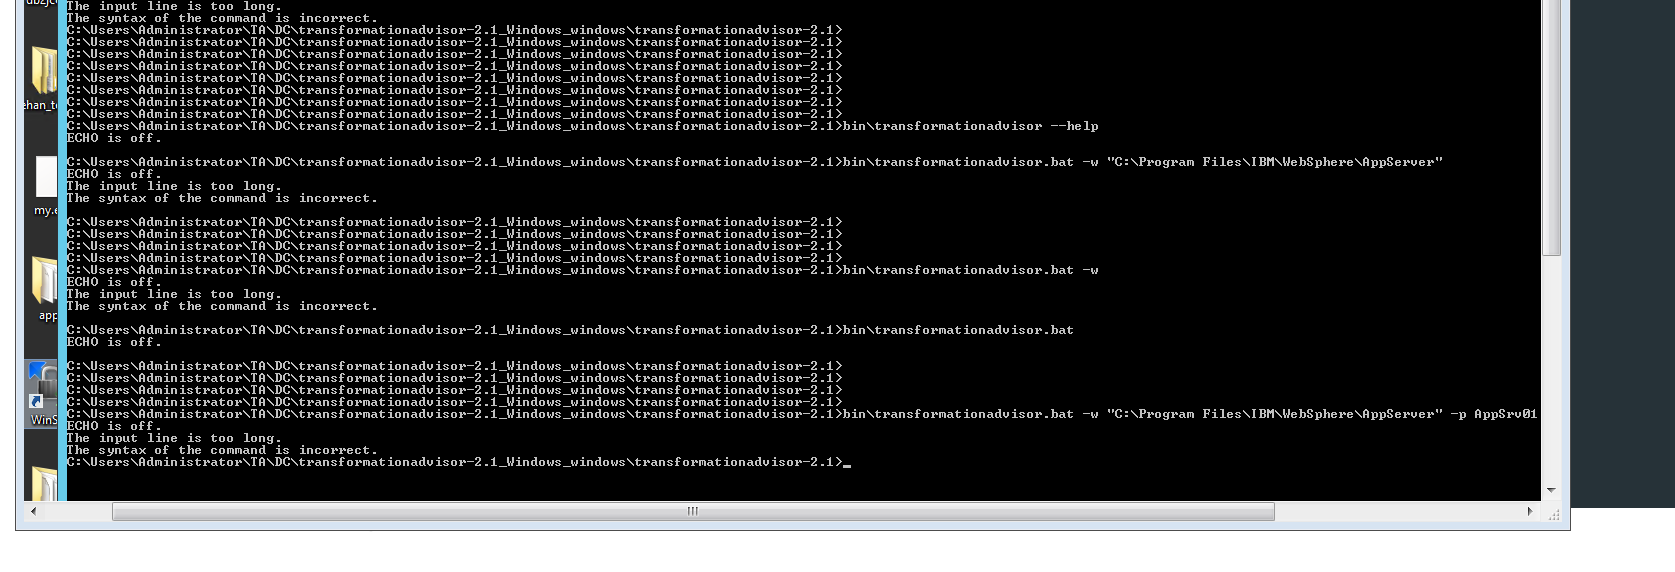 The input line is too long.
The syntax of the command is incorrect.
C:\Users\Administrator\TA\DC\transformationadvisor-2.1_Windows_windows\transformationadvisor-2.1>
C:\Users\Administrator\TA\DC\transformationadvisor-2.1_Windows_windows\transformationadvisor-2.1>
C:\Users\Administrator\TA\DC\transformationadvisor-2.1_Windows_windows\transformationadvisor-2.1>
C:\Users\Administrator\TA\DC\transformationadvisor-2.1_Windows_windows\transformationadvisor-2.1>
C:\Users\Administrator\TA\DC\transformationadvisor-2.1_Windows_windows\transformationadvisor-2.1>
C:\Users\Administrator\TA\DC\transformationadvisor-2.1_Windows_windows\transformationadvisor-2.1>
C:\Users\Administrator\TA\DC\transformationadvisor-2.1_Windows_windows\transformationadvisor-2.1>
C:\Users\Administrator\TA\DC\transformationadvisor-2.1_Windows_windows\transformationadvisor-2.1>
C:\Users\Administrator\TA\DC\transformationadvisor-2.1_Windows_windows\transformationadvisor-2.1>bin\transformationadvisor --help
ECHO is off.
C:\Users\Administrator\TA\DC\transformationadvisor-2.1_Windows_windows\transformationadvisor-2.1>bin\transformationadvisor.bat -w "C:\Program Files\IBM\WebSphere\AppServer"
ECHO is off.
The input line is too long.
The syntax of the command is incorrect.
C:\Users\Administrator\TA\DC\transformationadvisor-2.1_Windows_windows\transformationadvisor-2.1>
C:\Users\Administrator\TA\DC\transformationadvisor-2.1_Windows_windows\transformationadvisor-2.1>
C:\Users\Administrator\TA\DC\transformationadvisor-2.1_Windows_windows\transformationadvisor-2.1>
C:\Users\Administrator\TA\DC\transformationadvisor-2.1_Windows_windows\transformationadvisor-2.1>
C:\Users\Administrator\TA\DC\transformationadvisor-2.1_Windows_windows\transformationadvisor-2.1>bin\transformationadvisor.bat -w
ECHO is off.
The input line is too long.
The syntax of the command is incorrect.
C:\Users\Administrator\TA\DC\transformationadvisor-2.1_Windows_windows\transformationadvisor-2.1>bin\transformationadvisor.bat
ECHO is off.
C:\Users\Administrator\TA\DC\transformationadvisor-2.1_Windows_windows\transformationadvisor-2.1>
C:\Users\Administrator\TA\DC\transformationadvisor-2.1_Windows_windows\transformationadvisor-2.1>
C:\Users\Administrator\TA\DC\transformationadvisor-2.1_Windows_windows\transformationadvisor-2.1>
C:\Users\Administrator\TA\DC\transformationadvisor-2.1_Windows_windows\transformationadvisor-2.1>
C:\Users\Administrator\TA\DC\transformationadvisor-2.1_Windows_windows\transformationadvisor-2.1>bin\transformationadvisor.bat -w "C:\Program Files\IBM\WebSphere\AppServer" -p AppSrv01
ECHO is off.
The input line is too long.
The syntax of the command is incorrect.
C:\Users\Administrator\TA\DC\transformationadvisor-2.1_Windows_windows\transformationadvisor-2.1>_
ehan_t
my.e
app
WinS